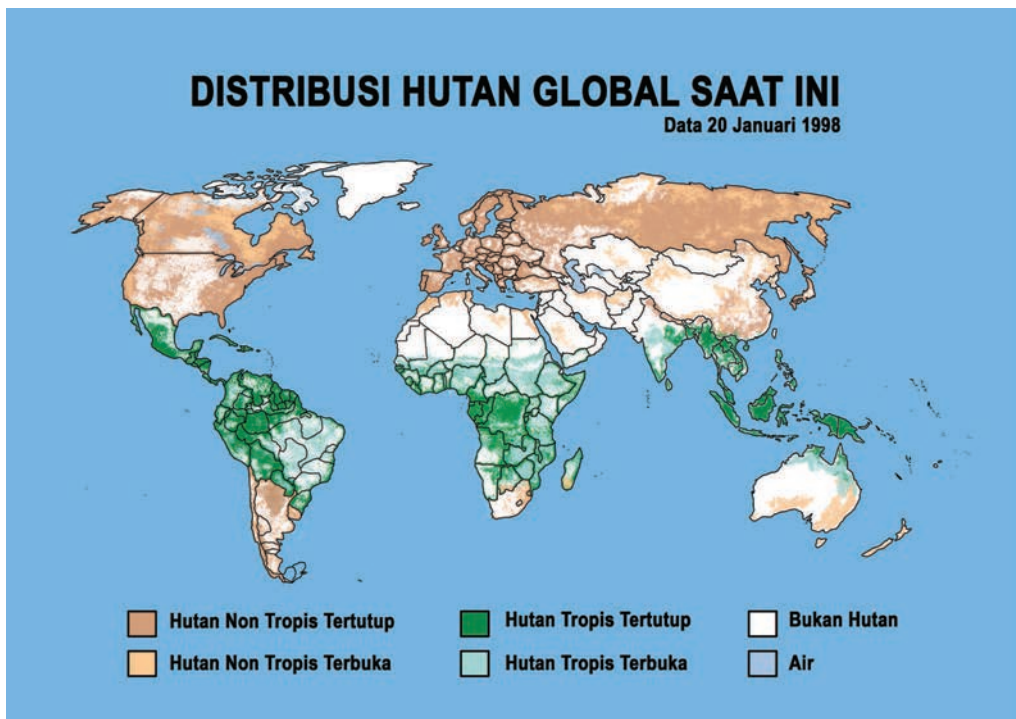 DISTRIBUSI HUTAN GLOBAL SAAT INI
Data 20 Januari 1998
Hutan Non Tropis Tertutup
Hutan Non Tropis Terbuka
Hutan Tropis Tertutup
Hutan Tropis Terbuka
Bukan Hutan
Air